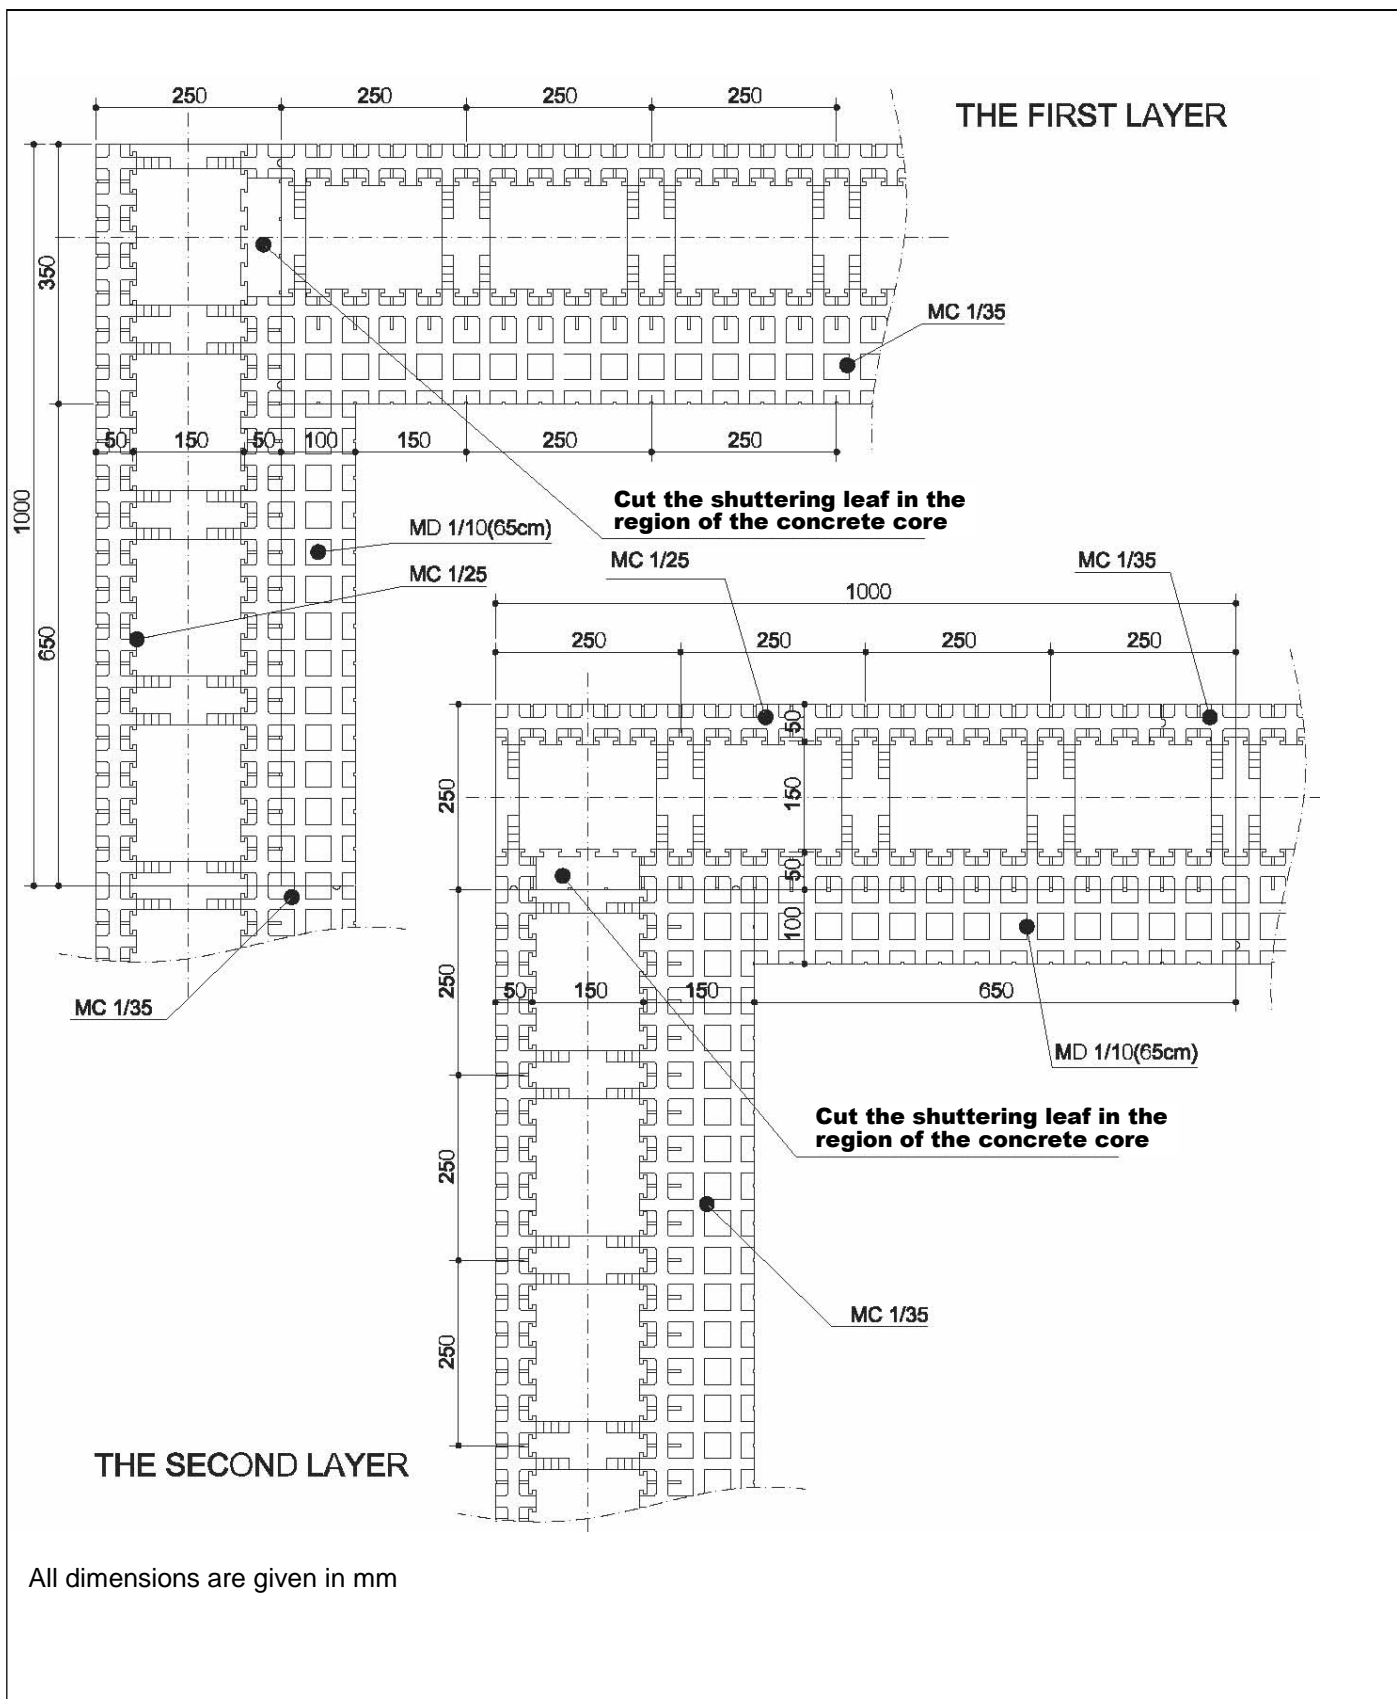 250 250 250 250
THE FIRST LAYER
350
MC 1/35
50 150 50 100 150 250 250
1000
Cut the shuttering leaf in the
region of the concrete core
MD 1/10(65cm)
MC 1/25
650
MC 1/35
MC 1/25
MC 1/35
1000
250 250 250 250
50
250
150
50
100
250
50 150 150 650
MD 1/10(65cm)
Cut the shuttering leaf in the
region of the concrete core
250
MC 1/35
250
THE SECOND LAYER
All dimensions are given in mm